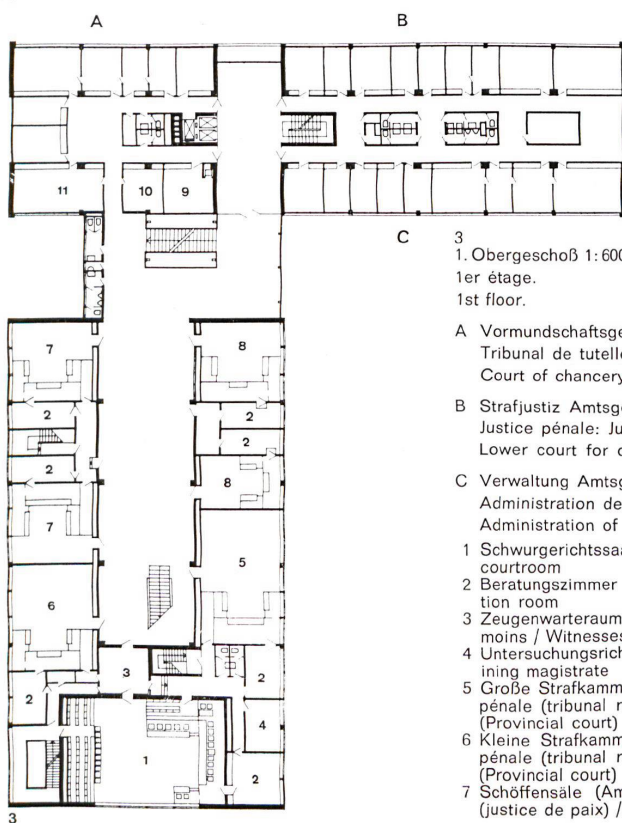 A
B
11
10
9
C
7
8
2
2
2
2
8
7
5
6
3
2
2
4
1
2
3
3
1. Obergeschoß 1:600
1er étage.
1st floor.
A Vormundschaftsge
Tribunal de tutelle
Court of chancery
B Strafjustiz Amtsge
Justice pénale: Ju
Lower court for c
C Verwaltung Amtsg
Administration de
Administration of
1 Schwurgerichtssaa
courtroom
2 Beratungszimmer
tion room
3 Zeugenwarteraum
moins / Witnesses
4 Untersuchungsrich
ining magistrate
5 Große Strafkamm
pénale (tribunal r
(Provincial court)
6 Kleine Strafkamm
pénale (tribunal r
(Provincial court)
7 Schöffensäle (Am
(justice de paix) /